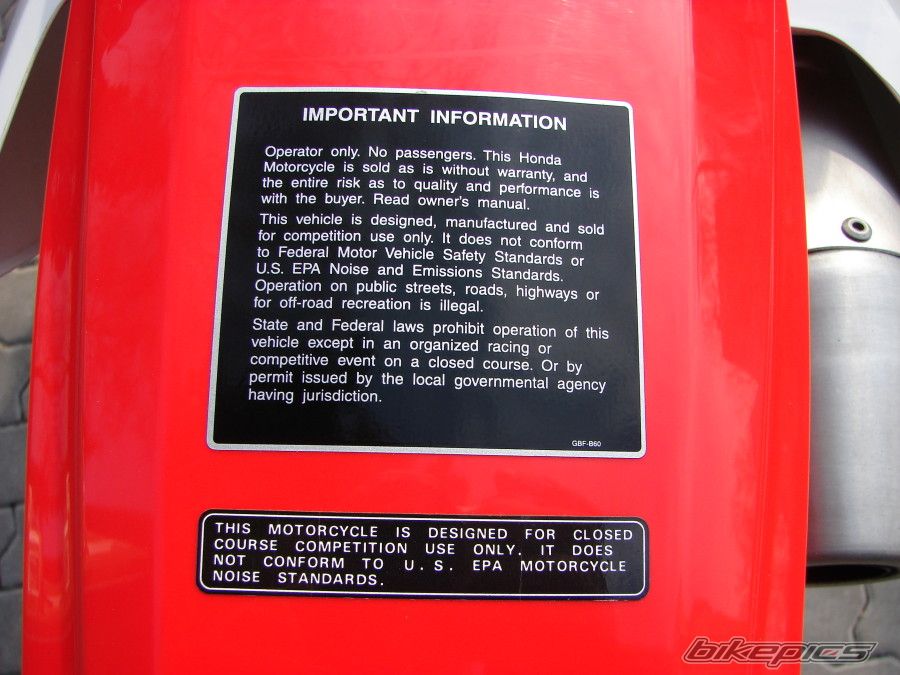 IMPORTANT INFORMATION
Operator only. No passengers. This Honda
Motorcycle is sold as is without warranty, and
the entire risk as to quality and performance is
with the buyer. Read owner's manual.
This vehicle is designed, manufactured and sold
for competition use only. It does not conform
to Federal Motor Vehicle Safety Standards or
U.S. EPA Noise and Emissions Standards.
Operation on public streets, roads, highways or
for off-road recreation is illegal.
State and Federal laws prohibit operation of this
vehicle except in an organized racing or
competitive event on a closed course. Or by
permit issued by the local governmental agency
having jurisdiction.
GBF-B60
THIS MOTORCYCLE IS DESIGNED FOR CLOSED
COURSE COMPETITION USE ONLY. IT DOES
NOT CONFORM TO U.S. EPA MOTORCYCLE
NOISE STANDARDS.
bikepics